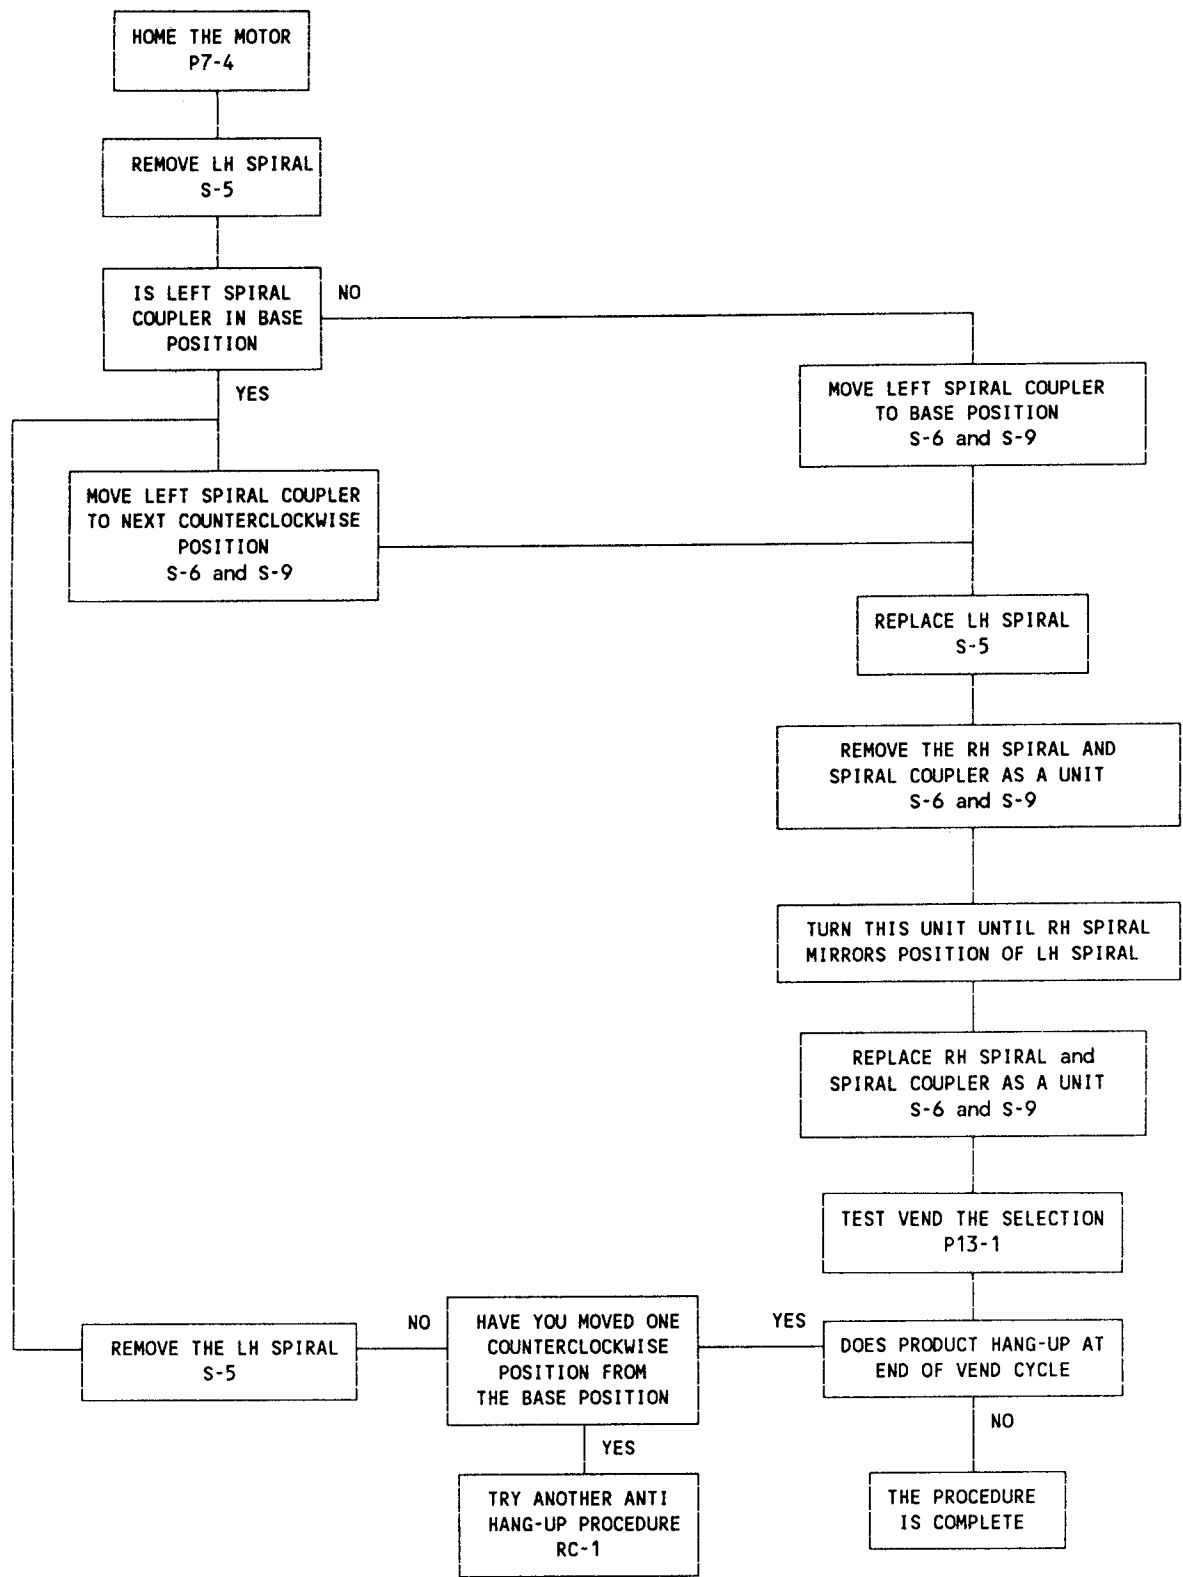 HOME THE MOTOR
P7-4
REMOVE LH SPIRAL
S-5
IS LEFT SPIRAL
COUPLER IN BASE
POSITION
NO
YES
MOVE LEFT SPIRAL COUPLER
TO BASE POSITION
S-6 and S-9
MOVE LEFT SPIRAL COUPLER
TO NEXT COUNTERCLOCKWISE
POSITION
S-6 and S-9
REPLACE LH SPIRAL
S-5
REMOVE THE RH SPIRAL AND
SPIRAL COUPLER AS A UNIT
S-6 and S-9
TURN THIS UNIT UNTIL RH SPIRAL
MIRRORS POSITION OF LH SPIRAL
REPLACE RH SPIRAL and
SPIRAL COUPLER AS A UNIT
S-6 and S-9
TEST VEND THE SELECTION
P13-1
DOES PRODUCT HANG-UP AT
END OF VEND CYCLE
YES
NO
HAVE YOU MOVED ONE
COUNTERCLOCKWISE
POSITION FROM
THE BASE POSITION
NO
YES
REMOVE THE LH SPIRAL
S-5
TRY ANOTHER ANTI
HANG-UP PROCEDURE
RC-1
THE PROCEDURE
IS COMPLETE